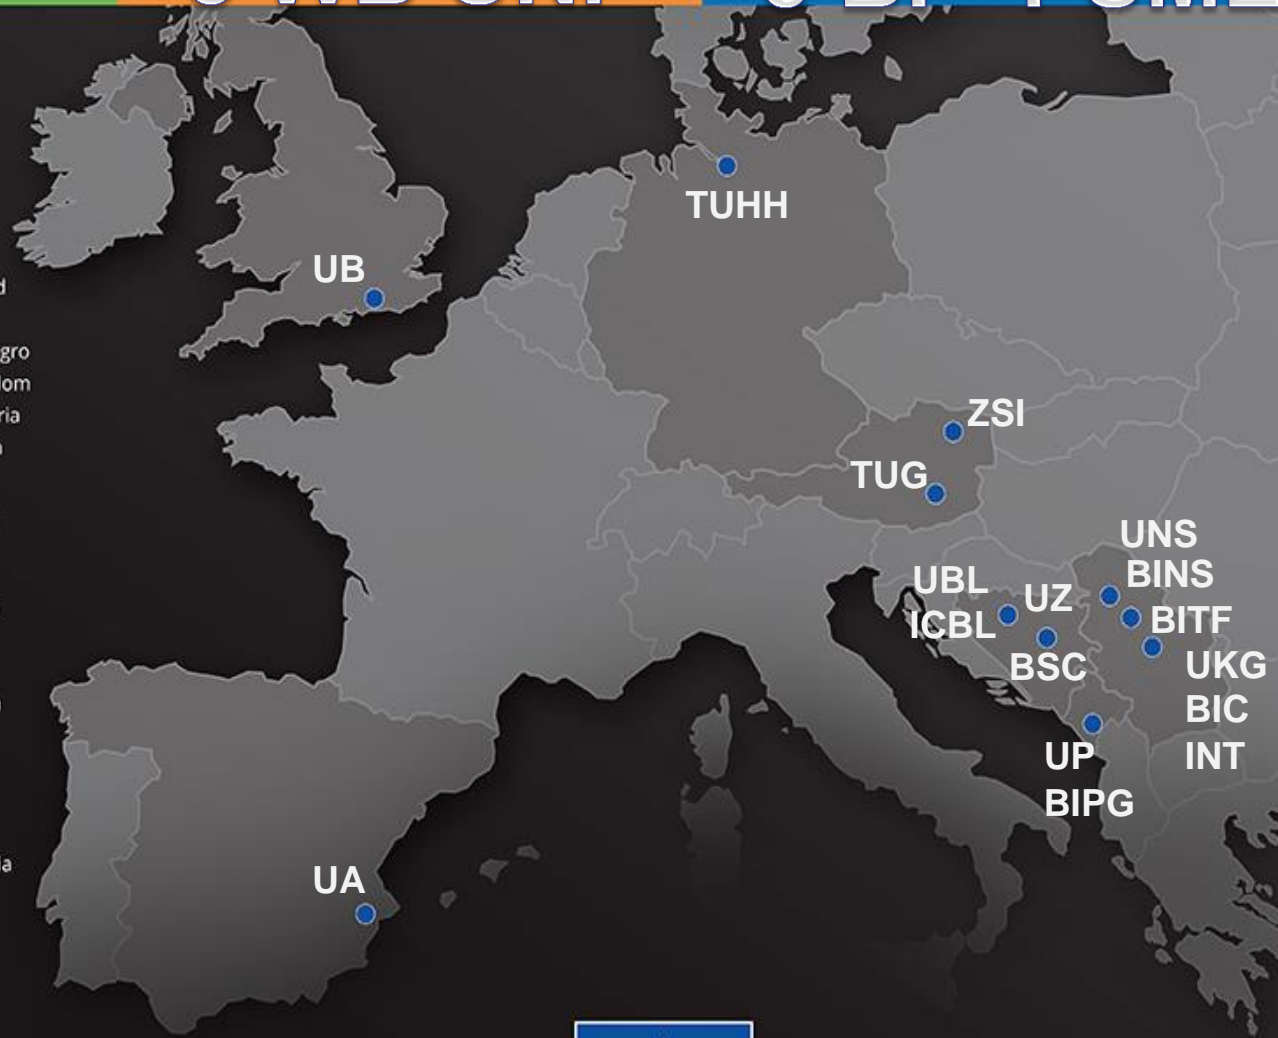 TUHH
UB
ZSI
TUG
UNS
BINS
UBL
UZ
ICBL
BITF
BSC
UKG
BIC
UP
INT
BIPG
UA